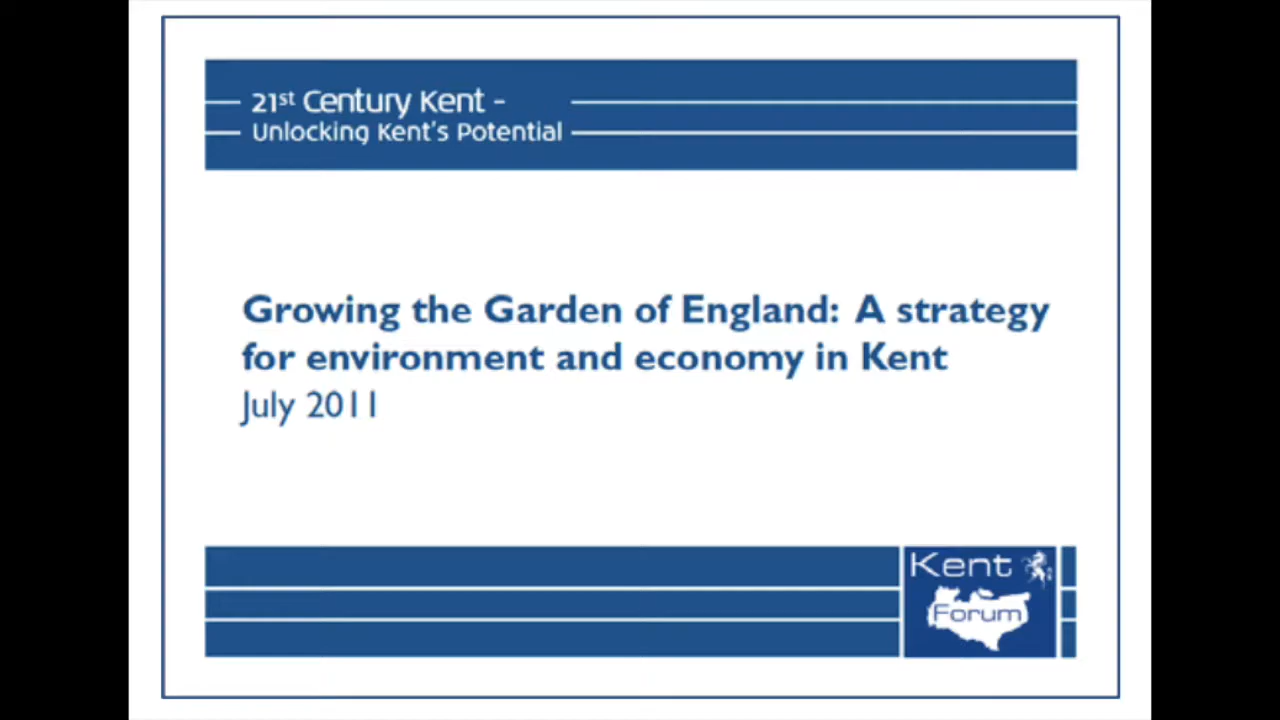 21st Century Kent -
Unlocking Kent's Potential
Growing the Garden of England: A strategy
for environment and economy in Kent
July 2011
Kent
Forum